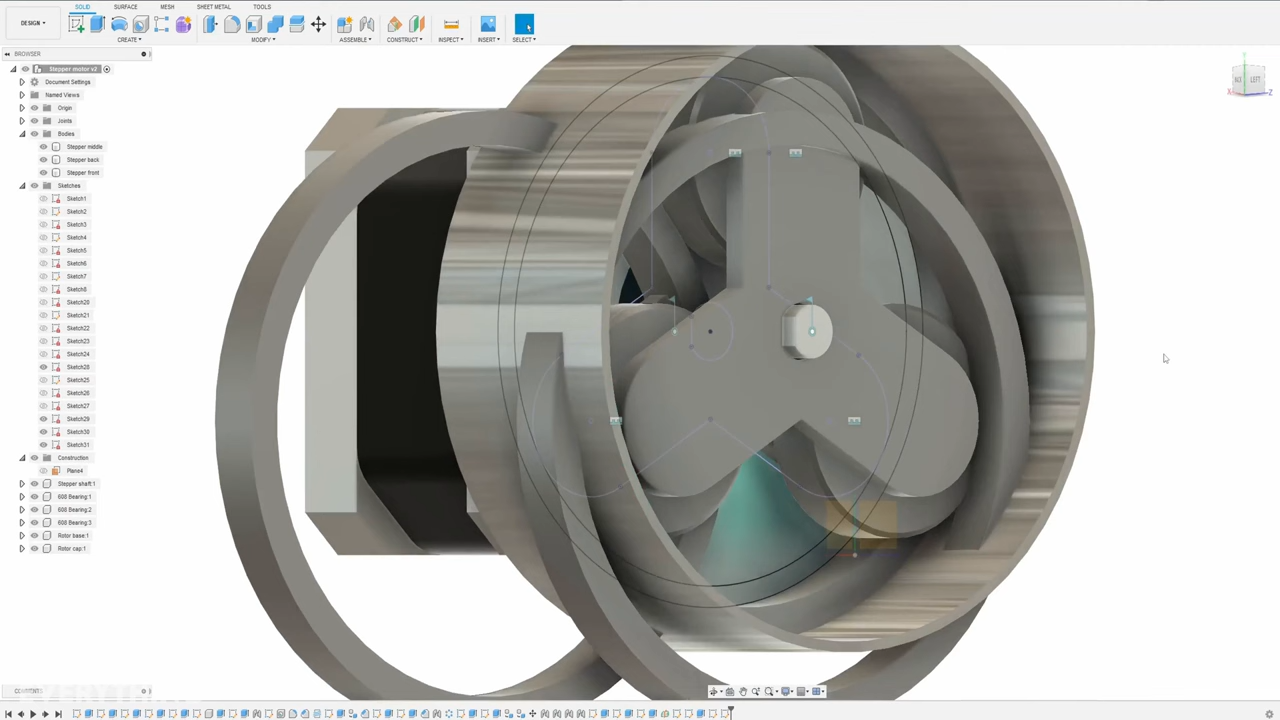 SOLID SURFACE MESH SHEET METAL TOOLS
DESIGN ▾
CREATE ▾ MODIFY ▾ ASSEMBLE ▾ CONSTRUCT ▾ INSPECT ▾ INSERT ▾ SELECT ▾
BROWSER
Stepper motor v2
Document Settings
Named Views
Origin
Joints
Bodies
Stepper middle
Stepper back
Stepper front
Sketches
Sketch1
Sketch2
Sketch3
Sketch4
Sketch5
Sketch6
Sketch7
Sketch8
Sketch20
Sketch21
Sketch22
Sketch23
Sketch24
Sketch28
Sketch25
Sketch26
Sketch27
Sketch29
Sketch30
Sketch31
Construction
Plane4
Stepper shaft:1
608 Bearing:1
608 Bearing:2
608 Bearing:3
Rotor base:1
Rotor cap:1
LEFT
X
Z
COMMENTS